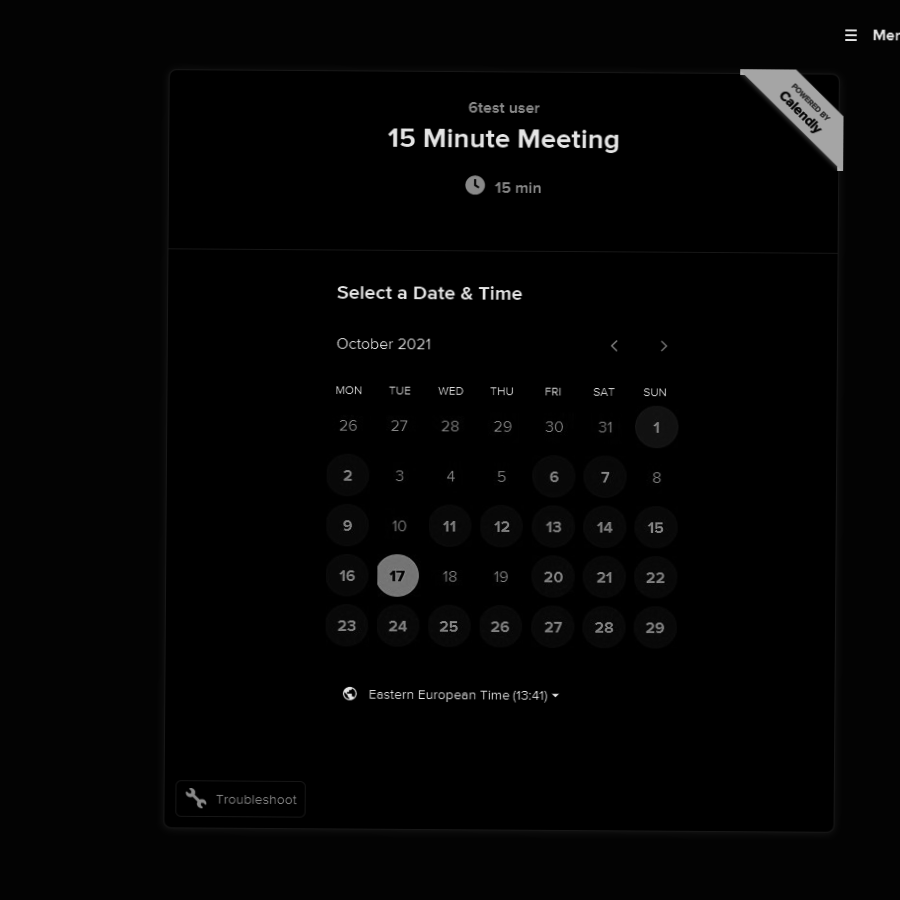 ☰ Men
POWERED BY
Calendly
6test user
15 Minute Meeting
15 min
Select a Date & Time
October 2021
MON TUE WED THU FRI SAT SUN
26 27 28 29 30 31 1
2 3 4 5 6 7 8
9 10 11 12 13 14 15
16 17 18 19 20 21 22
23 24 25 26 27 28 29
Eastern European Time (13:41)
Troubleshoot